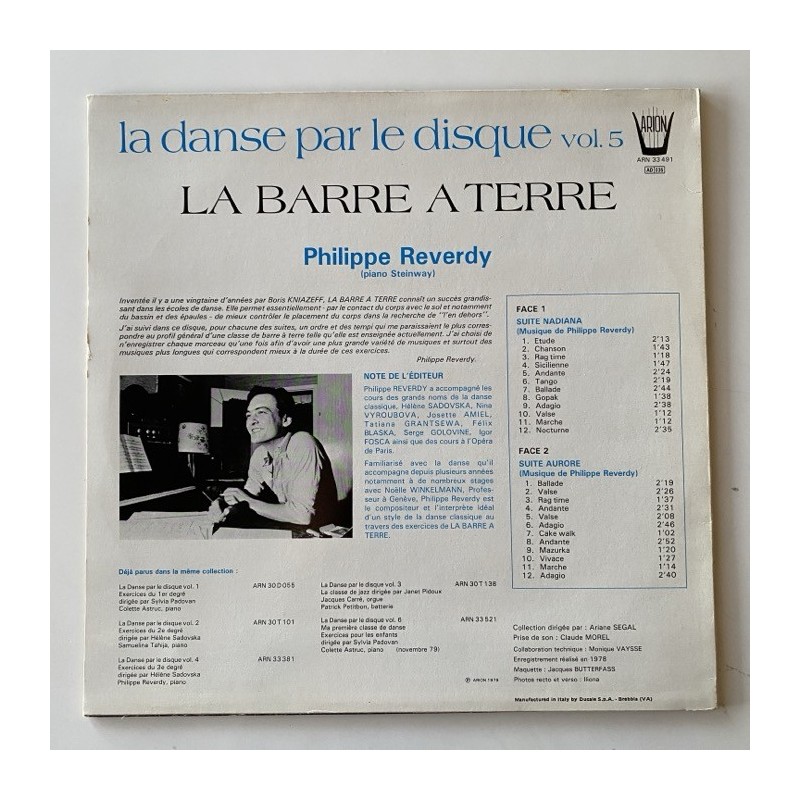 la danse par le disque vol. 5
ARION
ARN 33 491
AD 235
LA BARRE A TERRE
Philippe Reverdy
(piano Steinway)
Inventée il y a une vingtaine d'années par Boris KNIAZEFF, LA BARRE A TERRE connaît un succès grandis-
sant dans les écoles de danse. Elle permet essentiellement - par le contact du corps avec le sol et notamment
du bassin et des épaules - de mieux contrôler le placement du corps dans la recherche de "l'en dehors".
J'ai suivi dans ce disque, pour chacune des suites, un ordre et des tempi qui me paraissaient le plus corres-
pondre au profil général d'une classe de barre à terre telle qu'elle est enseignée actuellement. J'ai choisi de
n'enregistrer chaque morceau qu'une fois afin d'avoir une plus grande variété de musiques et surtout des
musiques plus longues qui correspondent mieux à la durée de ces exercices.
Philippe Reverdy.
NOTE DE L'ÉDITEUR
Philippe REVERDY a accompagné les
cours des grands noms de la danse
classique, Hélène SADOVSKA, Nina
VYROUBOVA, Josette AMIEL,
Tatiana GRANTSEWA, Félix
BLASKA, Serge GOLOVINE, Igor
FOSCA ainsi que des cours à l'Opéra
de Paris.
Familiarisé avec la danse qu'il
accompagne depuis plusieurs années
notamment à de nombreux stages
avec Noëlle WINKELMANN, Profes-
seur à Genève, Philippe Reverdy est
le compositeur et l'interprète idéal
d'un style de la danse classique au
travers des exercices de LA BARRE A
TERRE.
FACE 1
SUITE NADIANA
(Musique de Philippe Reverdy)
1. Etude 2'13
2. Chanson 1'43
3. Rag time 1'18
4. Sicilienne 1'47
5. Andante 2'24
6. Tango 2'19
7. Ballade 2'44
8. Gopak 1'38
9. Adagio 2'38
10. Valse 1'12
11. Marche 1'12
12. Nocturne 2'35
FACE 2
SUITE AURORE
(Musique de Philippe Reverdy)
1. Ballade 2'19
2. Valse 2'26
3. Rag time 1'37
4. Andante 2'31
5. Valse 2'08
6. Adagio 2'46
7. Cake walk 1'02
8. Andante 2'52
9. Mazurka 1'20
10. Vivace 1'27
11. Marche 1'14
12. Adagio 2'40
Déjà parus dans la même collection :
La Danse par le disque vol. 1 ARN 30 D 055
Exercices du 1er degré
dirigée par Sylvia Padovan
Colette Astruc, piano
La Danse par le disque vol. 2 ARN 30 T 101
Exercices du 2e degré
dirigée par Hélène Sadovska
Samuelina Tahija, piano
La Danse par le disque vol. 4 ARN 33 381
Exercices du 3e degré
dirigée par Hélène Sadovska
Philippe Reverdy, piano
La Danse par le disque vol. 3 ARN 30 T 138
La classe de jazz dirigée par Janet Pidoux
Jacques Carré, orgue
Patrick Petitbon, batterie
La Danse par le disque vol. 6 ARN 33 521
Ma première classe de danse
Exercices pour les enfants
dirigée par Sylvia Padovan
Colette Astruc, piano (novembre 79)
℗ ARION 1979
Collection dirigée par : Ariane SEGAL
Prise de son : Claude MOREL
Collaboration technique : Monique VAYSSE
Enregistrement réalisé en 1978
Maquette : Jacques BUTTERFASS
Photos recto et verso : Iliona
Manufactured in Italy by Ducale S.p.A. - Brebbia (VA)